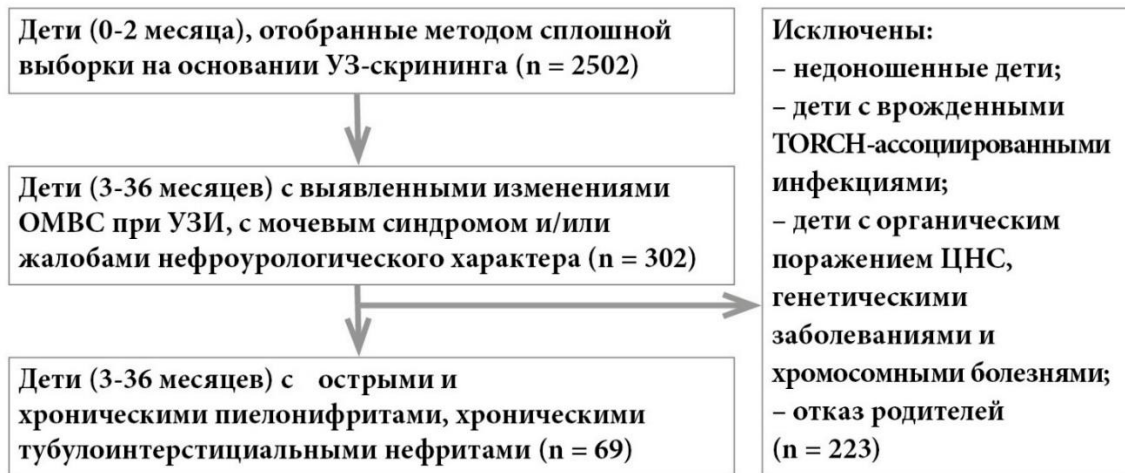 Дети (0-2 месяца), отобранные методом сплошной
выборки на основании УЗ-скрининга (n = 2502)
Дети (3-36 месяцев) с выявленными изменениями
ОМВС при УЗИ, с мочевым синдромом и/или
жалобами нефроурологического характера (n = 302)
Дети (3-36 месяцев) с острыми и
хроническими пиелонифритами, хроническими
тубулоинтерстициальными нефритами (n = 69)
Исключены:
– недоношенные дети;
– дети с врожденными
TORCH-ассоциированными
инфекциями;
– дети с органическим
поражением ЦНС,
генетическими
заболеваниями и
хромосомными болезнями;
– отказ родителей
(n = 223)